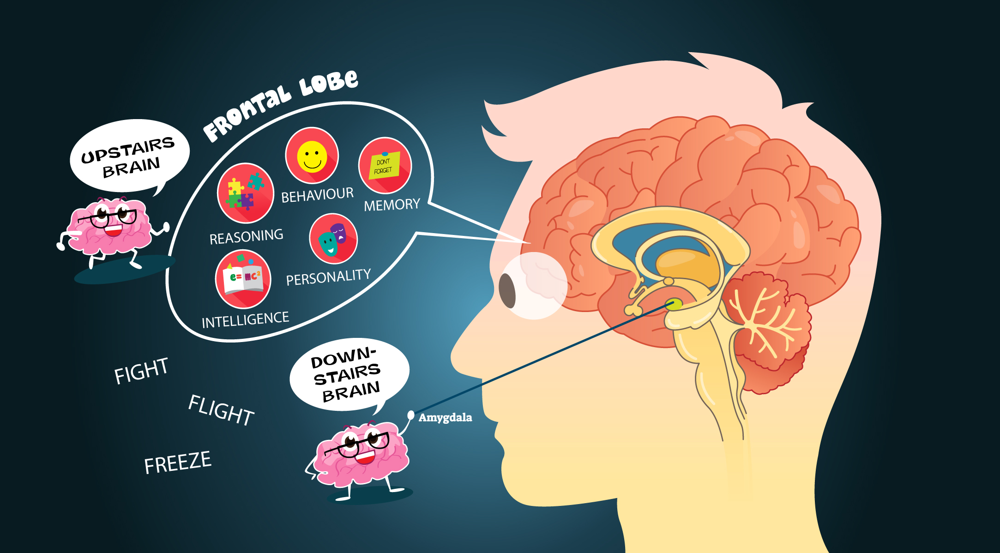 FRONTAL LOBE
UPSTAIRS
BRAIN
BEHAVIOUR
DONT
FORGET
MEMORY
REASONING
PERSONALITY
e=mc²
INTELLIGENCE
DOWN-
STAIRS
BRAIN
Amygdala
FIGHT
FLIGHT
FREEZE